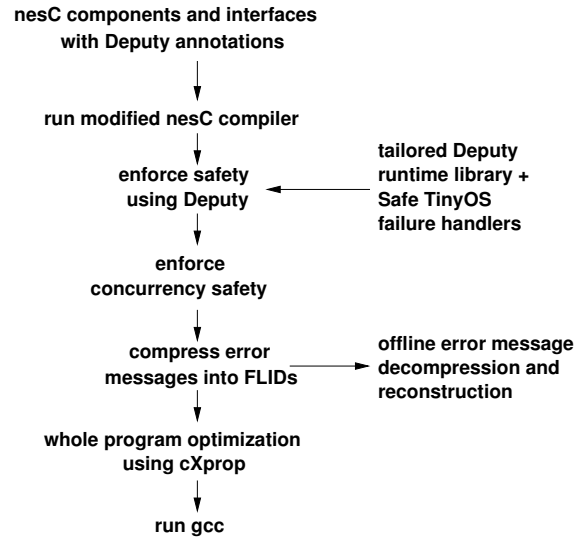 nesC components and interfaces
with Deputy annotations
run modified nesC compiler
enforce safety
using Deputy
tailored Deputy
runtime library +
Safe TinyOS
failure handlers
enforce
concurrency safety
compress error
messages into FLIDs
offline error message
decompression and
reconstruction
whole program optimization
using cXprop
run gcc